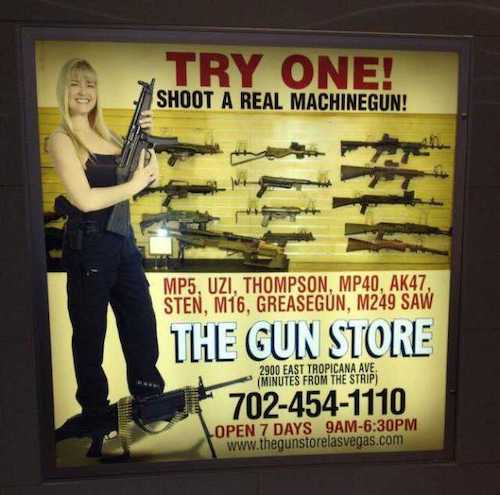 TRY ONE!
SHOOT A REAL MACHINEGUN!
MP5, UZI, THOMPSON, MP40, AK47,
STEN, M16, GREASEGUN, M249 SAW
THE GUN STORE
2900 EAST TROPICANA AVE.
(MINUTES FROM THE STRIP)
702-454-1110
OPEN 7 DAYS 9AM-6:30PM
www.thegunstorelasvegas.com